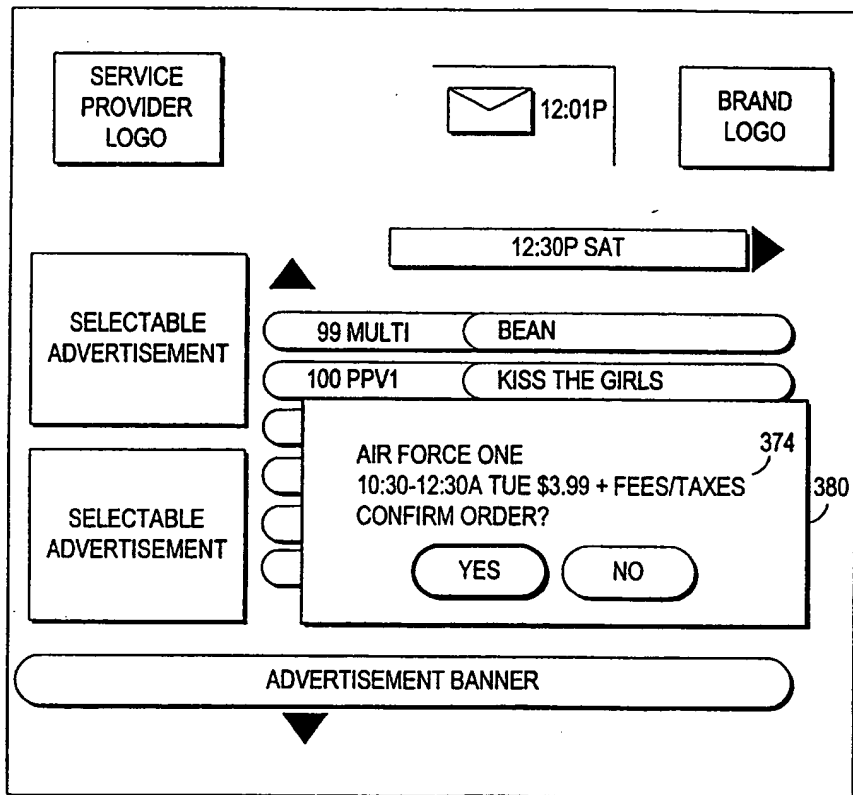 SERVICE
PROVIDER
LOGO
12:01P
BRAND
LOGO
12:30P SAT
SELECTABLE
ADVERTISEMENT
99 MULTI BEAN
100 PPV1 KISS THE GIRLS
SELECTABLE
ADVERTISEMENT
AIR FORCE ONE 374
10:30-12:30A TUE $3.99 + FEES/TAXES 380
CONFIRM ORDER?
YES NO
ADVERTISEMENT BANNER